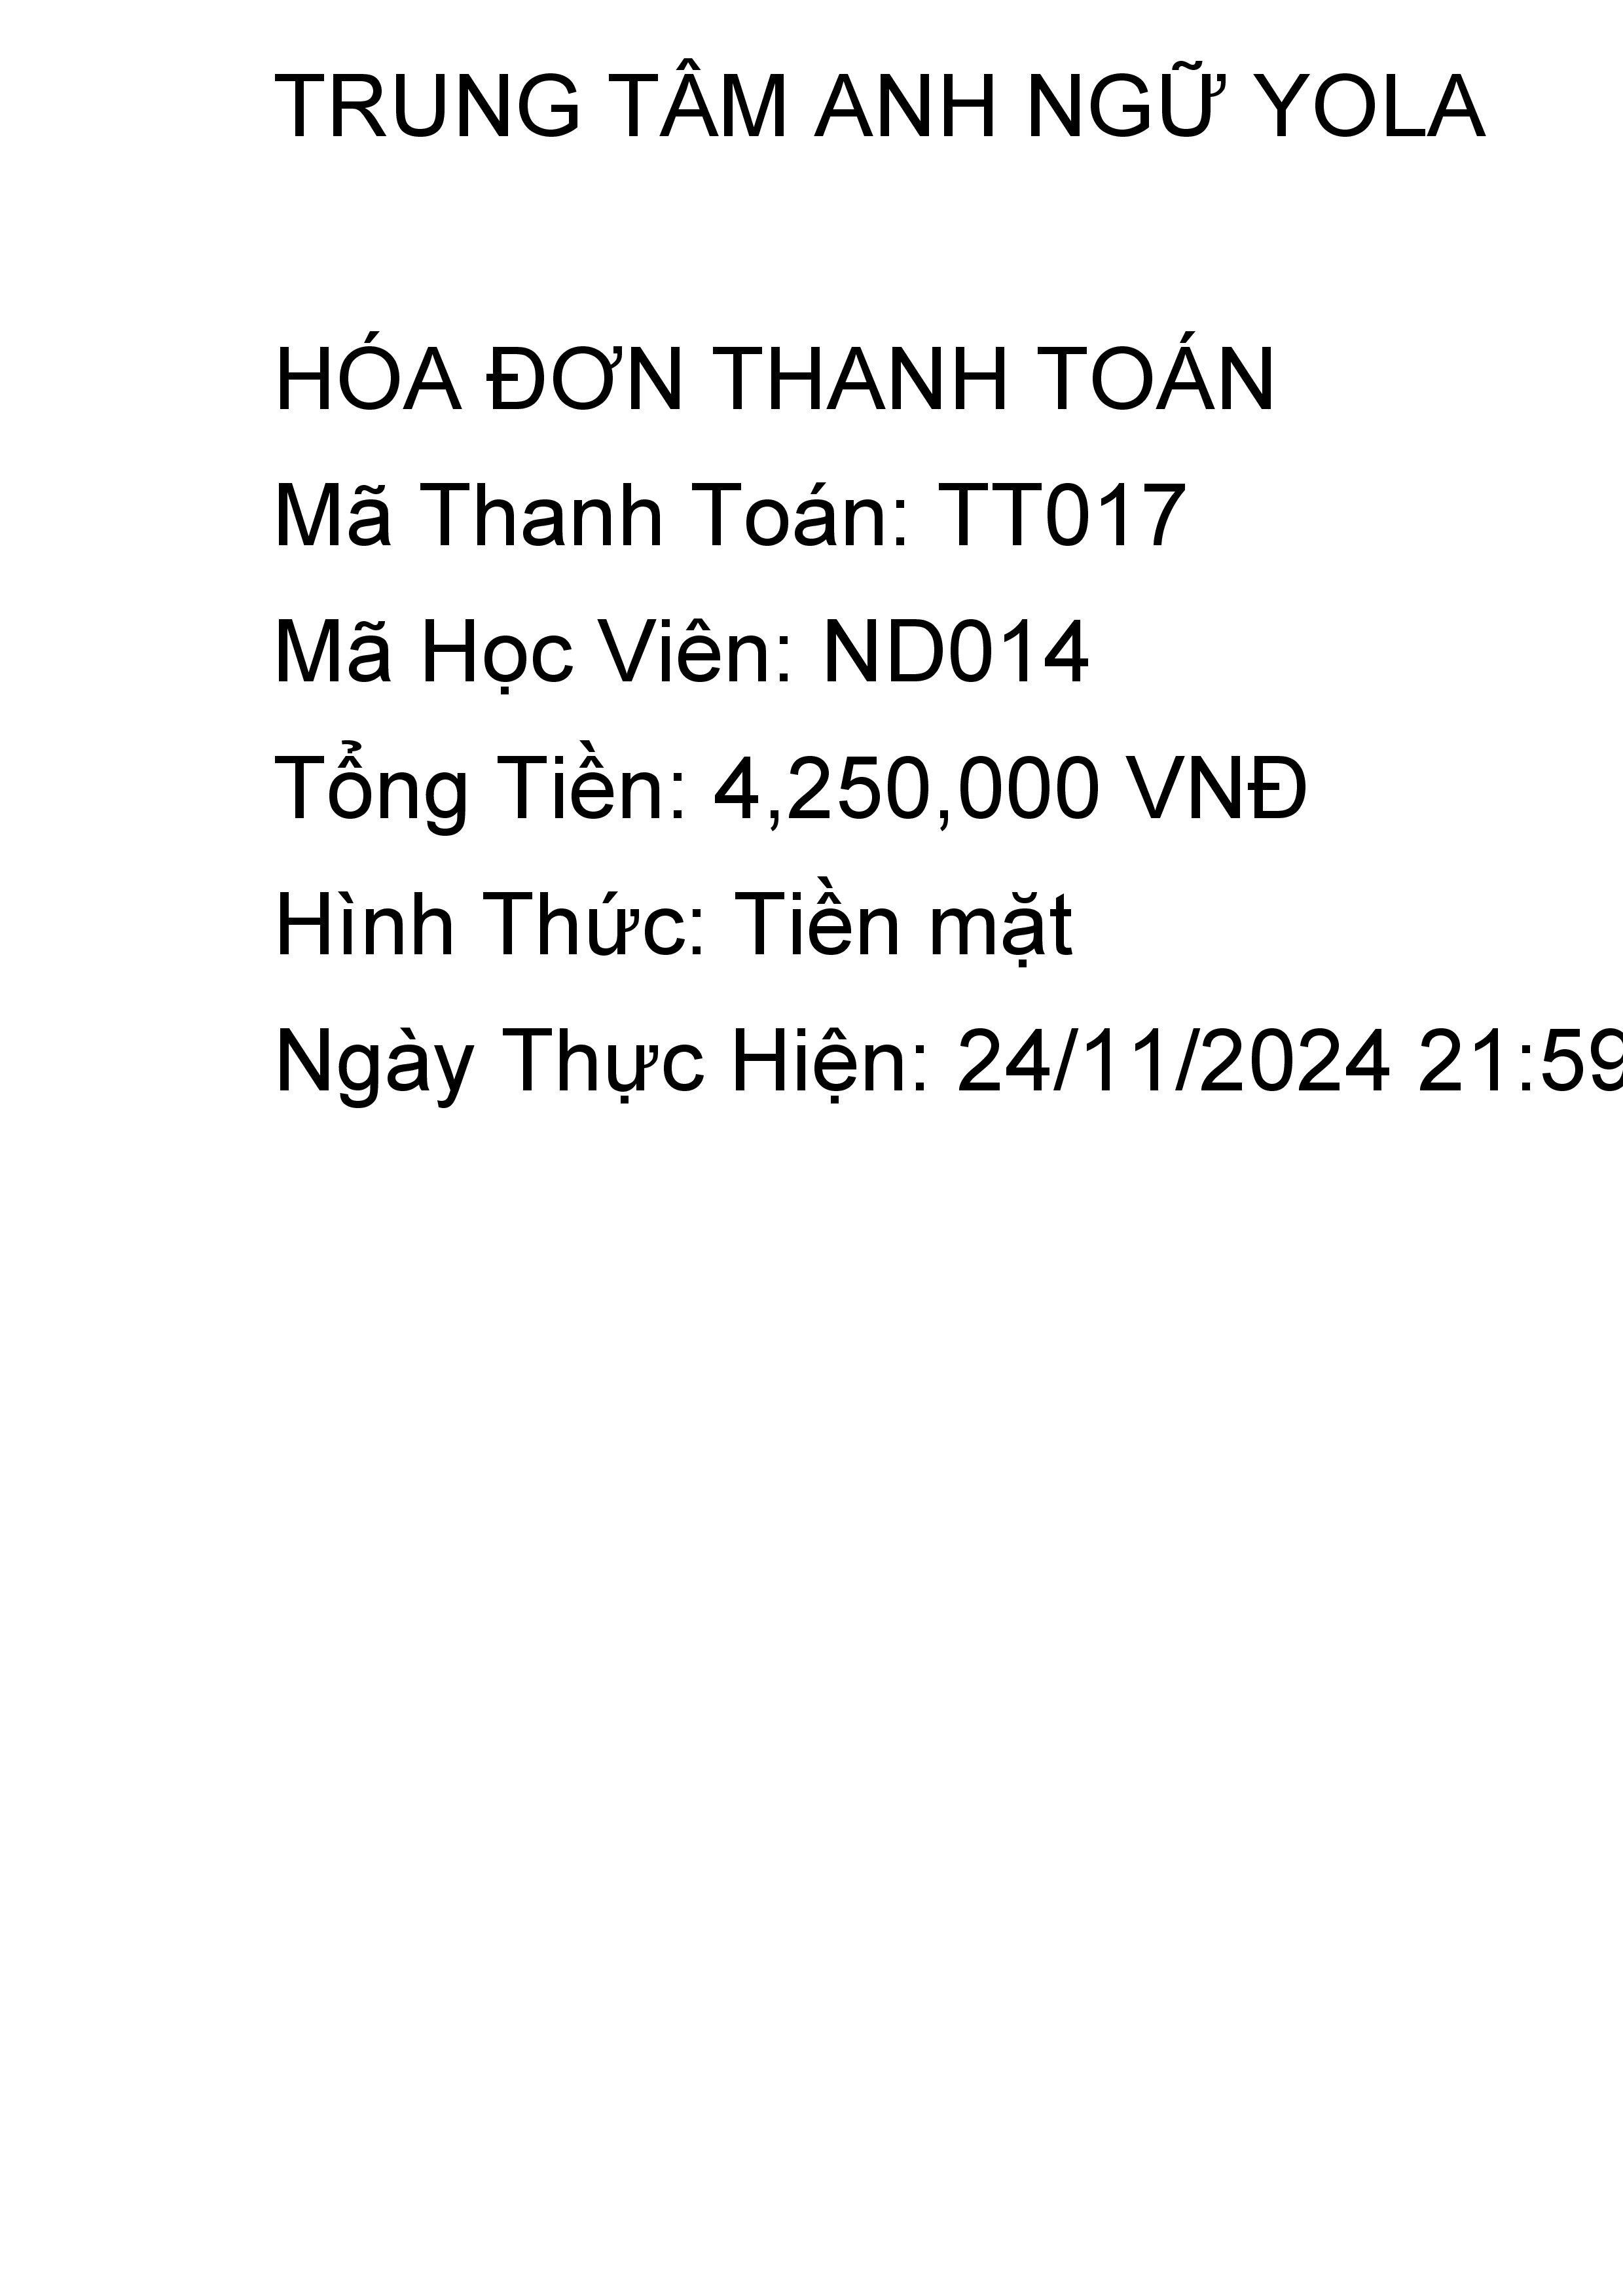 TRUNG TÂM ANH NGỮ YOLA
HÓA ĐƠN THANH TOÁN
Mã Thanh Toán: TT017
Mã Học Viên: ND014
Tổng Tiền: 4,250,000 VNĐ
Hình Thức: Tiền mặt
Ngày Thực Hiện: 24/11/2024 21:59